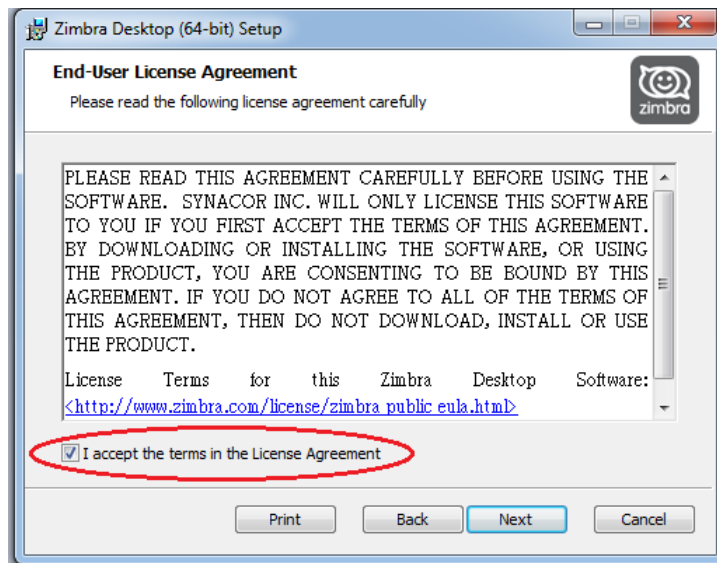 Zimbra Desktop (64-bit) Setup
End-User License Agreement
Please read the following license agreement carefully
zimbra
PLEASE READ THIS AGREEMENT CAREFULLY BEFORE USING THE
SOFTWARE. SYNACOR INC. WILL ONLY LICENSE THIS SOFTWARE
TO YOU IF YOU FIRST ACCEPT THE TERMS OF THIS AGREEMENT.
BY DOWNLOADING OR INSTALLING THE SOFTWARE, OR USING
THE PRODUCT, YOU ARE CONSENTING TO BE BOUND BY THIS
AGREEMENT. IF YOU DO NOT AGREE TO ALL OF THE TERMS OF
THIS AGREEMENT, THEN DO NOT DOWNLOAD, INSTALL OR USE
THE PRODUCT.
License Terms for this Zimbra Desktop Software:
<http://www.zimbra.com/license/zimbra_public_eula.html>
I accept the terms in the License Agreement
Print Back Next Cancel